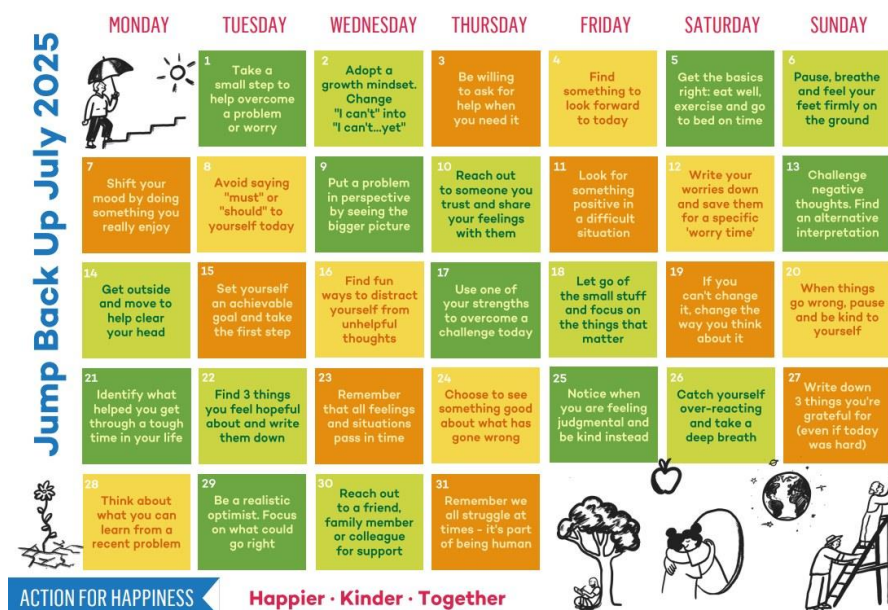 Jump Back Up July 2025
MONDAY
TUESDAY
WEDNESDAY
THURSDAY
FRIDAY
SATURDAY
SUNDAY
1
Take a
small step to
help overcome
a problem
or worry
2
Adopt a
growth mindset.
Change
"I can't" into
"I can't...yet"
3
Be willing
to ask for
help when
you need it
4
Find
something to
look forward
to today
5
Get the basics
right: eat well,
exercise and go
to bed on time
6
Pause, breathe
and feel your
feet firmly on
the ground
7
Shift your
mood by doing
something you
really enjoy
8
Avoid saying
"must" or
"should" to
yourself today
9
Put a problem
in perspective
by seeing the
bigger picture
10
Reach out
to someone you
trust and share
your feelings
with them
11
Look for
something
positive in
a difficult
situation
12
Write your
worries down
and save them
for a specific
'worry time'
13
Challenge
negative
thoughts. Find
an alternative
interpretation
14
Get outside
and move to
help clear
your head
15
Set yourself
an achievable
goal and take
the first step
16
Find fun
ways to distract
yourself from
unhelpful
thoughts
17
Use one of
your strengths
to overcome a
challenge today
18
Let go of
the small stuff
and focus on
the things that
matter
19
If you
can't change
it, change the
way you think
about it
20
When things
go wrong, pause
and be kind to
yourself
21
Identify what
helped you get
through a tough
time in your life
22
Find 3 things
you feel hopeful
about and write
them down
23
Remember
that all feelings
and situations
pass in time
24
Choose to see
something good
about what has
gone wrong
25
Notice when
you are feeling
judgmental and
be kind instead
26
Catch yourself
over-reacting
and take a
deep breath
27
Write down
3 things you're
grateful for
(even if today
was hard)
28
Think about
what you can
learn from a
recent problem
29
Be a realistic
optimist. Focus
on what could
go right
30
Reach out
to a friend,
family member
or colleague
for support
31
Remember we
all struggle at
times - it's part
of being human
ACTION FOR HAPPINESS
Happier · Kinder · Together